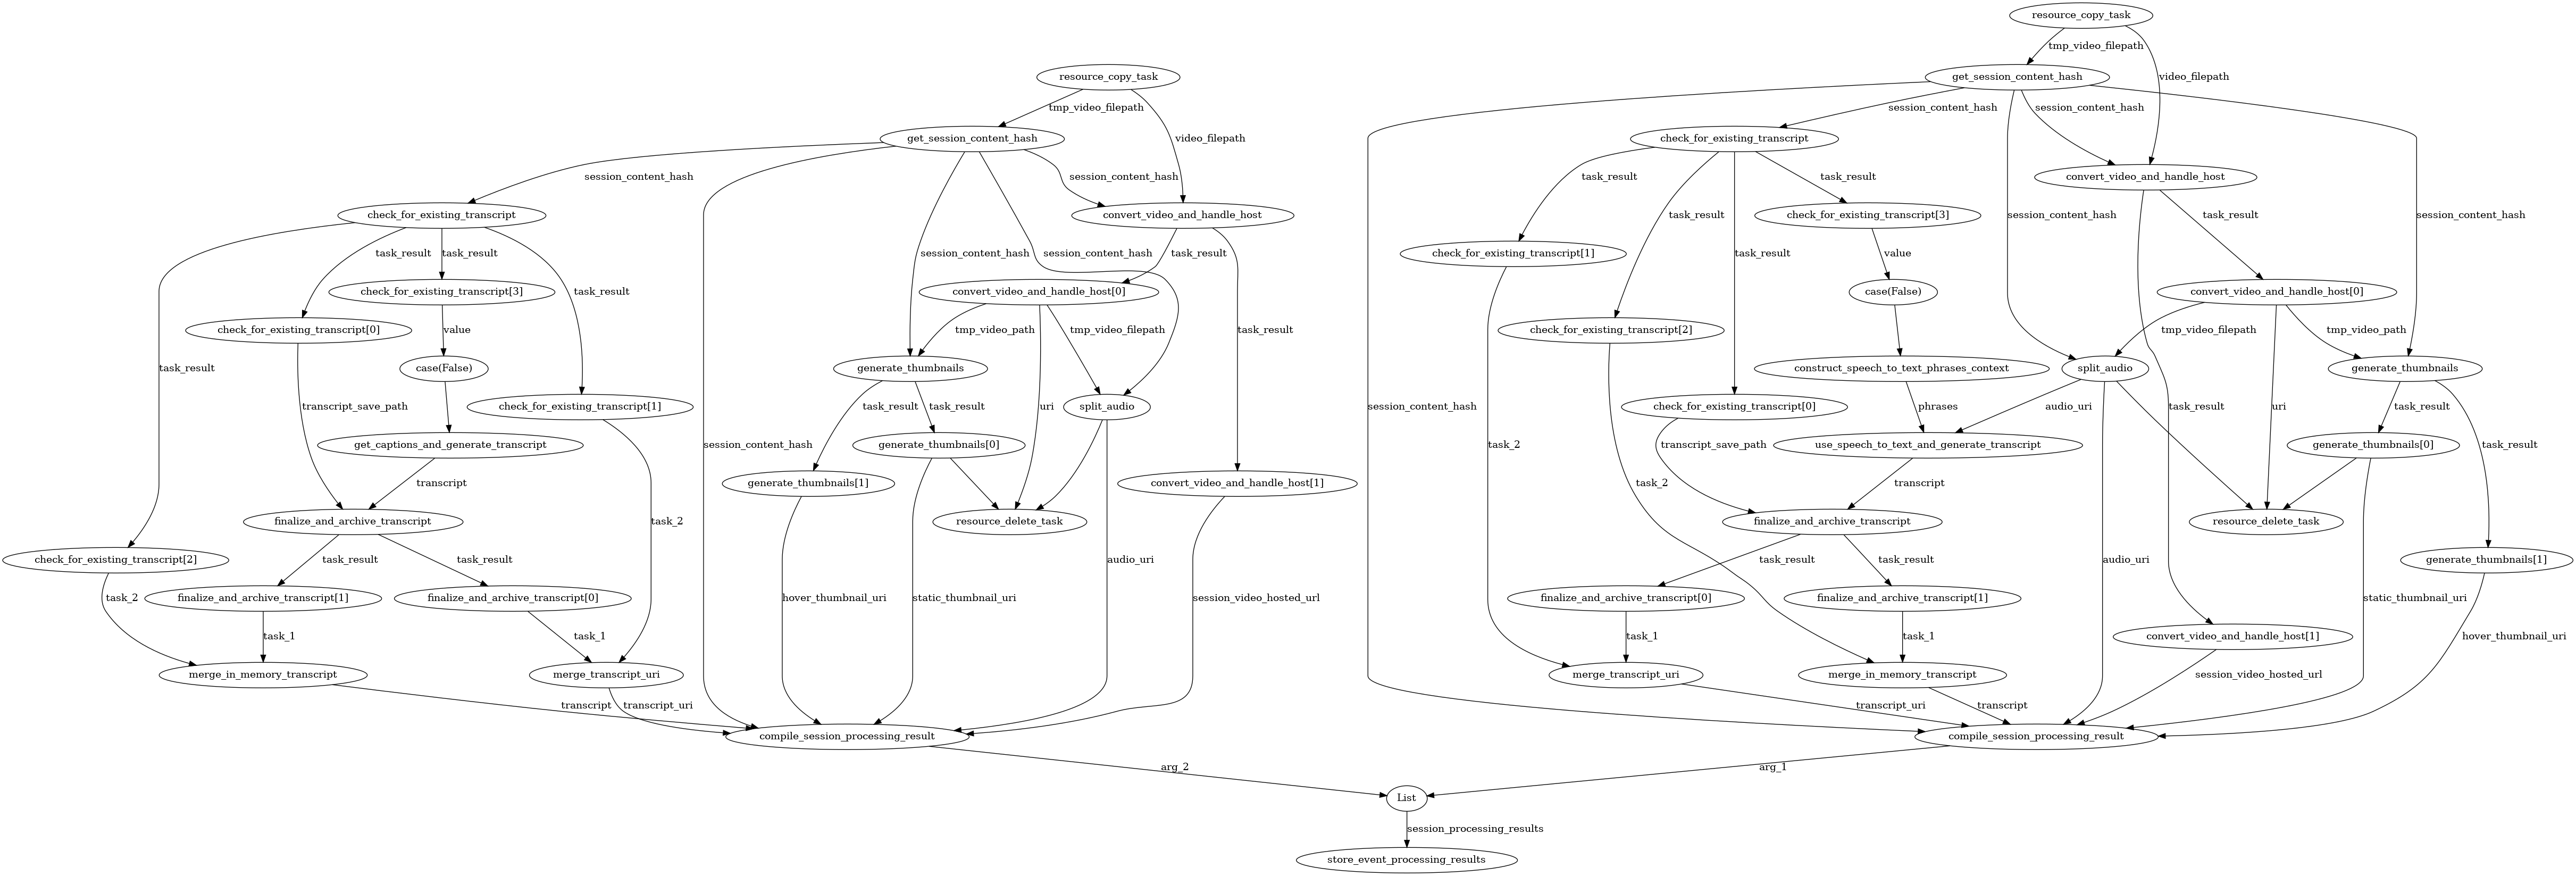 resource_copy_task
tmp_video_filepath
resource_copy_task
get_session_content_hash
video_filepath
tmp_video_filepath
session_content_hash
session_content_hash
get_session_content_hash
video_filepath
check_for_existing_transcript
session_content_hash
session_content_hash
task_result
task_result
convert_video_and_handle_host
check_for_existing_transcript
convert_video_and_handle_host
check_for_existing_transcript[3]
session_content_hash
task_result
session_content_hash
task_result
task_result
session_content_hash
session_content_hash
task_result
check_for_existing_transcript[1]
task_result
value
task_result
check_for_existing_transcript[3]
convert_video_and_handle_host[0]
case(False)
convert_video_and_handle_host[0]
check_for_existing_transcript[0]
value
tmp_video_path
tmp_video_filepath
task_result
check_for_existing_transcript[2]
tmp_video_filepath
tmp_video_path
task_result
case(False)
generate_thumbnails
construct_speech_to_text_phrases_context
split_audio
generate_thumbnails
transcript_save_path
check_for_existing_transcript[1]
task_result
task_result
uri
split_audio
session_content_hash
check_for_existing_transcript[0]
phrases
audio_uri
task_result
uri
task_result
session_content_hash
get_captions_and_generate_transcript
generate_thumbnails[0]
task_2
transcript_save_path
use_speech_to_text_and_generate_transcript
generate_thumbnails[0]
task_result
transcript
generate_thumbnails[1]
convert_video_and_handle_host[1]
task_2
transcript
finalize_and_archive_transcript
task_2
resource_delete_task
finalize_and_archive_transcript
resource_delete_task
check_for_existing_transcript[2]
task_result
task_result
audio_uri
task_result
task_result
audio_uri
generate_thumbnails[1]
task_2
finalize_and_archive_transcript[1]
finalize_and_archive_transcript[0]
hover_thumbnail_uri
static_thumbnail_uri
session_video_hosted_url
finalize_and_archive_transcript[0]
finalize_and_archive_transcript[1]
static_thumbnail_uri
task_1
task_1
task_1
task_1
convert_video_and_handle_host[1]
hover_thumbnail_uri
merge_in_memory_transcript
merge_transcript_uri
merge_transcript_uri
merge_in_memory_transcript
session_video_hosted_url
transcript
transcript_uri
transcript_uri
transcript
compile_session_processing_result
compile_session_processing_result
arg_2
arg_1
List
session_processing_results
store_event_processing_results